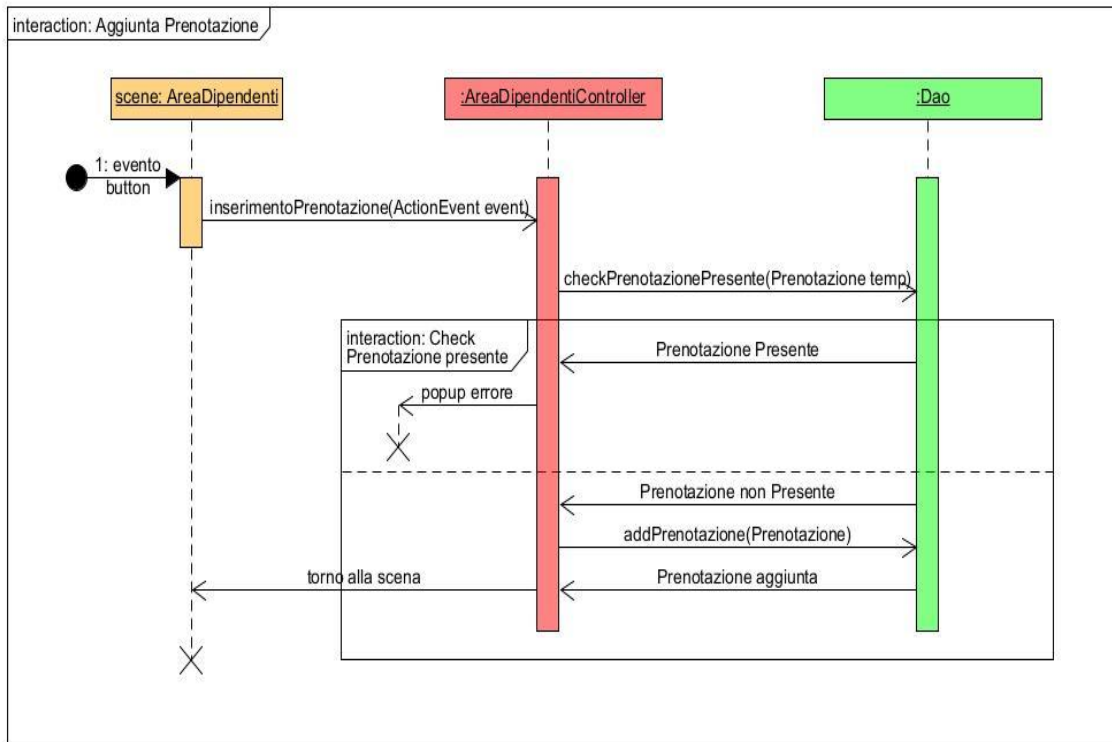 interaction: Aggiunta Prenotazione
scene: AreaDipendenti
:AreaDipendentiController
:Dao
1: evento
button
inserimentoPrenotazione(ActionEvent event)
checkPrenotazionePresente(Prenotazione temp)
interaction: Check
Prenotazione presente
Prenotazione Presente
popup errore
Prenotazione non Presente
addPrenotazione(Prenotazione)
torno alla scena
Prenotazione aggiunta